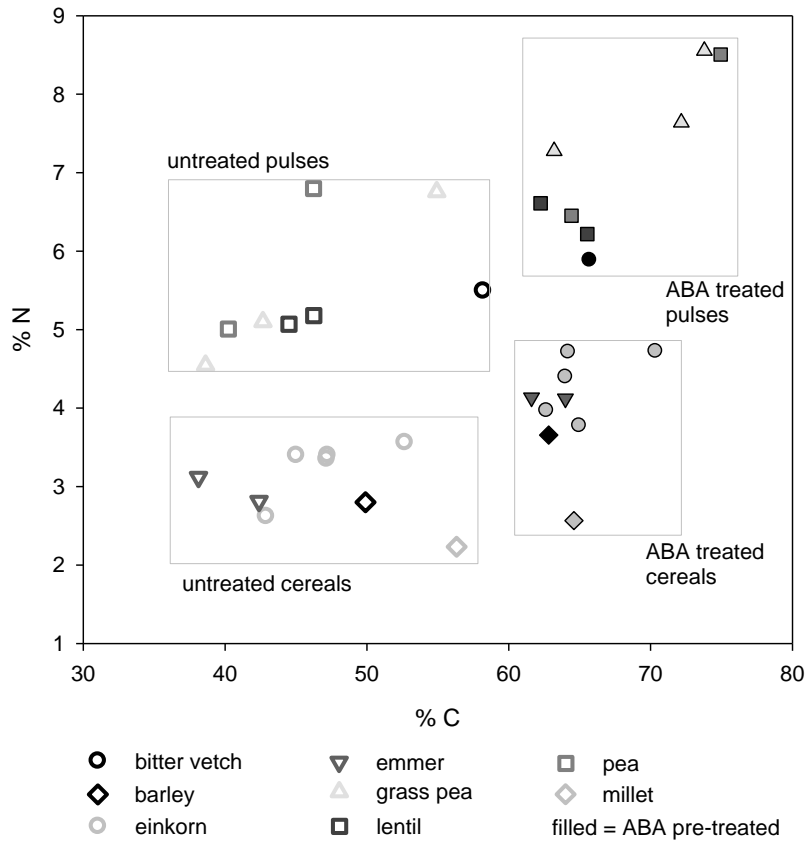 9
8
7
6
5
4
3
2
1
% N
untreated pulses
ABA treated
pulses
untreated cereals
ABA treated
cereals
30 40 50 60 70 80
% C
bitter vetch emmer pea
barley grass pea millet
einkorn lentil filled = ABA pre-treated